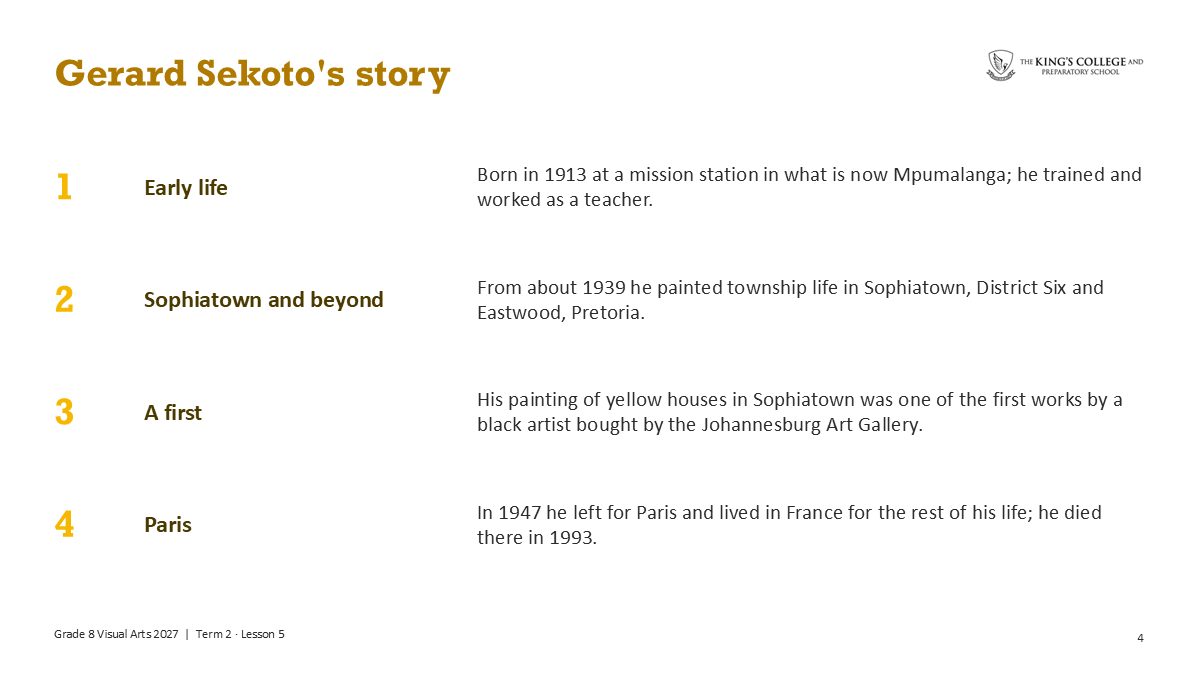 Gerard Sekoto's story
THE KING'S COLLEGE AND
PREPARATORY SCHOOL
1
Early life
Born in 1913 at a mission station in what is now Mpumalanga; he trained and
worked as a teacher.
2
Sophiatown and beyond
From about 1939 he painted township life in Sophiatown, District Six and
Eastwood, Pretoria.
3
A first
His painting of yellow houses in Sophiatown was one of the first works by a
black artist bought by the Johannesburg Art Gallery.
4
Paris
In 1947 he left for Paris and lived in France for the rest of his life; he died
there in 1993.
Grade 8 Visual Arts 2027 | Term 2 · Lesson 5
4